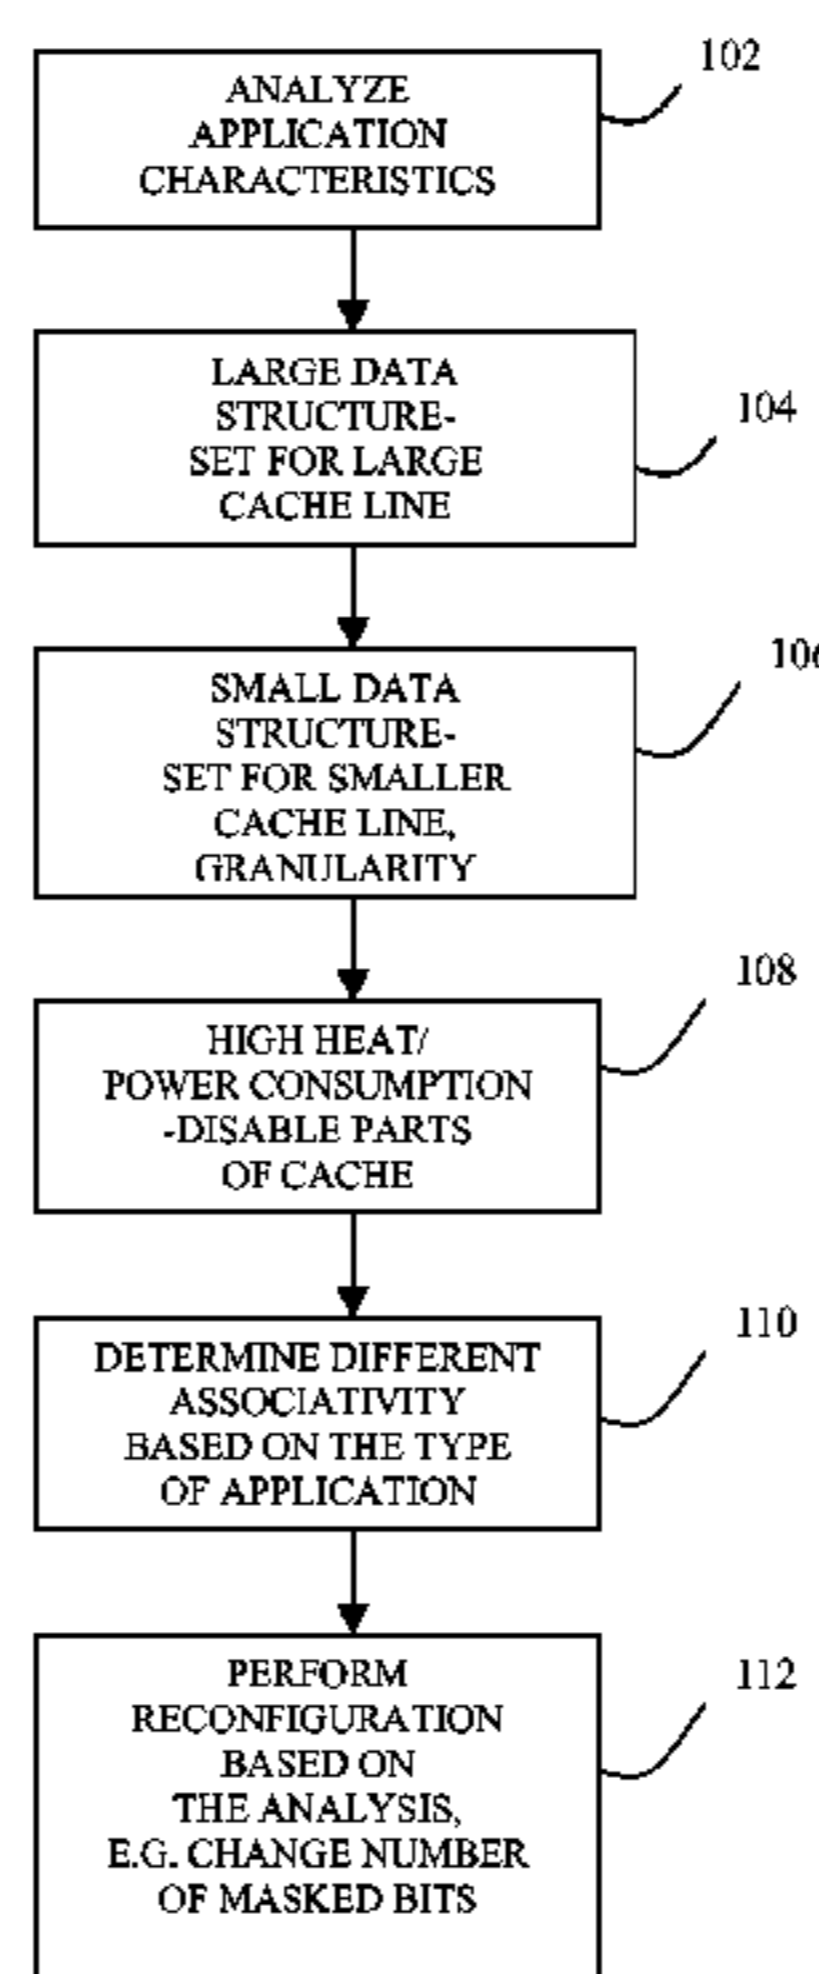 102
ANALYZE
APPLICATION
CHARACTERISTICS
LARGE DATA
STRUCTURE-
SET FOR LARGE
CACHE LINE
104
SMALL DATA
STRUCTURE-
SET FOR SMALLER
CACHE LINE,
GRANULARITY
106
HIGH HEAT/
POWER CONSUMPTION
-DISABLE PARTS
OF CACHE
108
DETERMINE DIFFERENT
ASSOCIATIVITY
BASED ON THE TYPE
OF APPLICATION
110
PERFORM
RECONFIGURATION
BASED ON
THE ANALYSIS,
E.G. CHANGE NUMBER
OF MASKED BITS
112